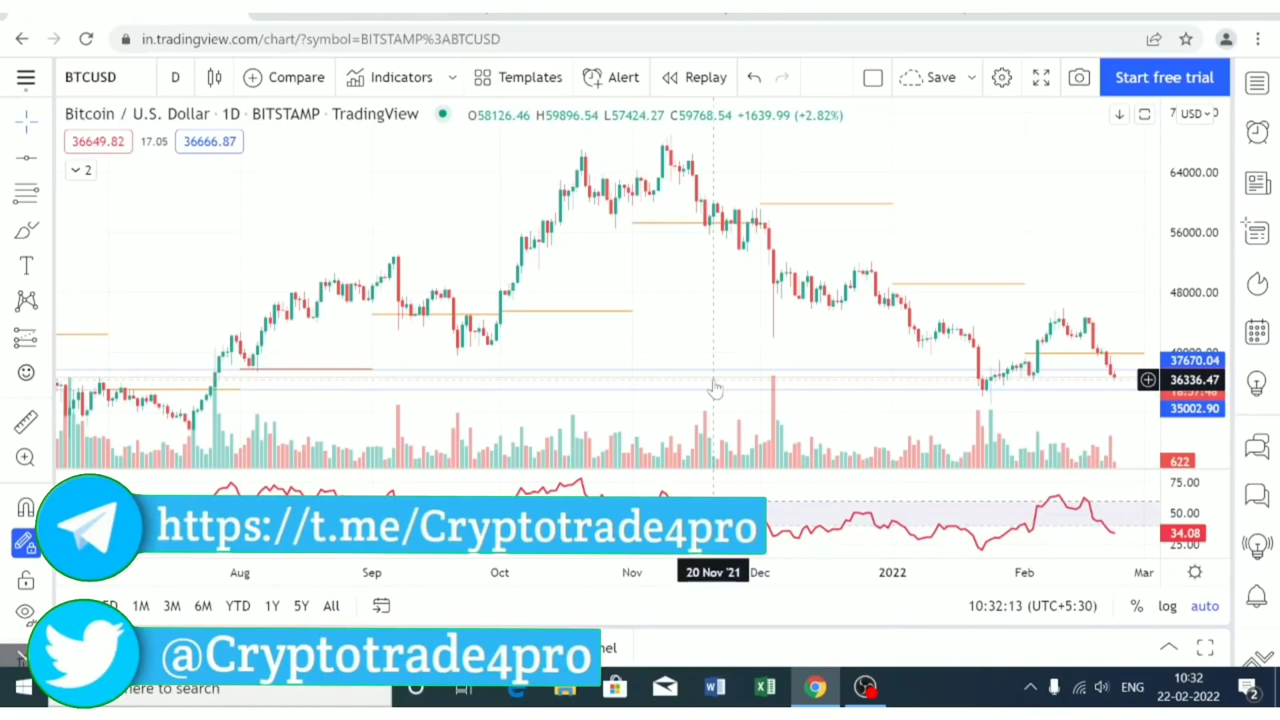 in.tradingview.com/chart/?symbol=BITSTAMP%3ABTCUSD
BTCUSD D Compare Indicators Templates Alert Replay Save Start free trial
Bitcoin / U.S. Dollar · 1D · BITSTAMP · TradingView O58126.46 H59896.54 L57424.27 C59768.54 +1639.99 (+2.82%)
USD
36649.82 17.05 36666.87
2
64000.00
56000.00
48000.00
37670.04
36336.47
35002.90
622
75.00
50.00
34.08
25.00
https://t.me/Cryptotrade4pro
Aug Sep Oct Nov 20 Nov '21 Dec 2022 Feb Mar
1M 3M 6M YTD 1Y 5Y All 10:32:13 (UTC+5:30) % log auto
@Cryptotrade4pro
here to search
ENG
10:32
22-02-2022
2